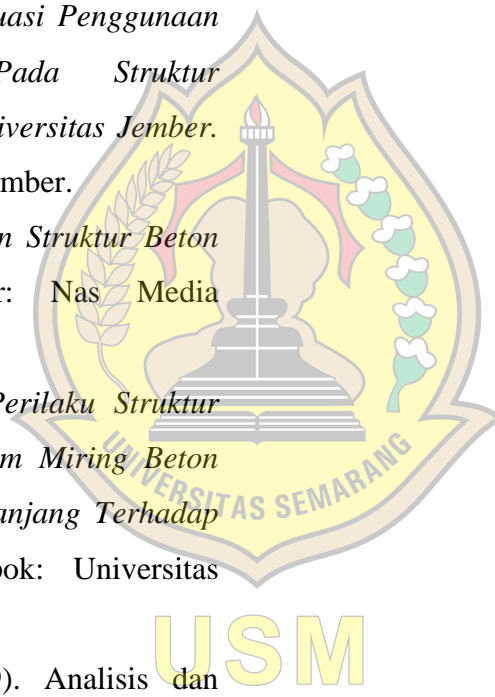 uasi Penggunaan
Pada Struktur
iversitas Jember.
mber.
n Struktur Beton
r: Nas Media
Perilaku Struktur
m Miring Beton
anjang Terhadap
ok: Universitas
UNIVERSITAS SEMARANG
USM
). Analisis dan